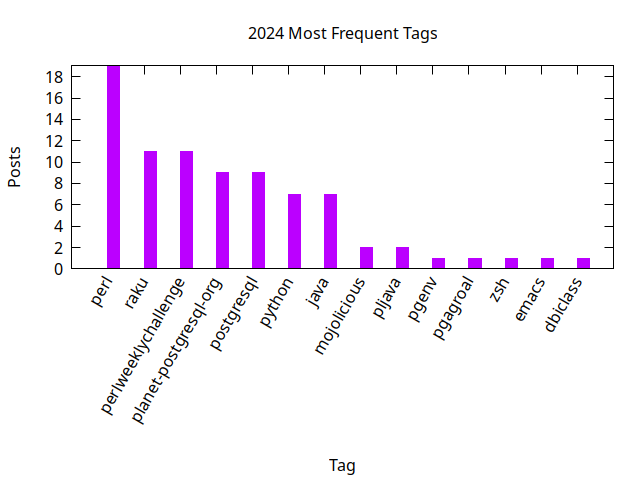 2024 Most Frequent Tags
Posts
18
16
14
12
10
8
6
4
2
0
perl
raku
perlweeklychallenge
planet-postgresql-org
postgresql
python
java
mojolicious
pljava
pgenv
pgagroal
zsh
emacs
dbiclass
Tag